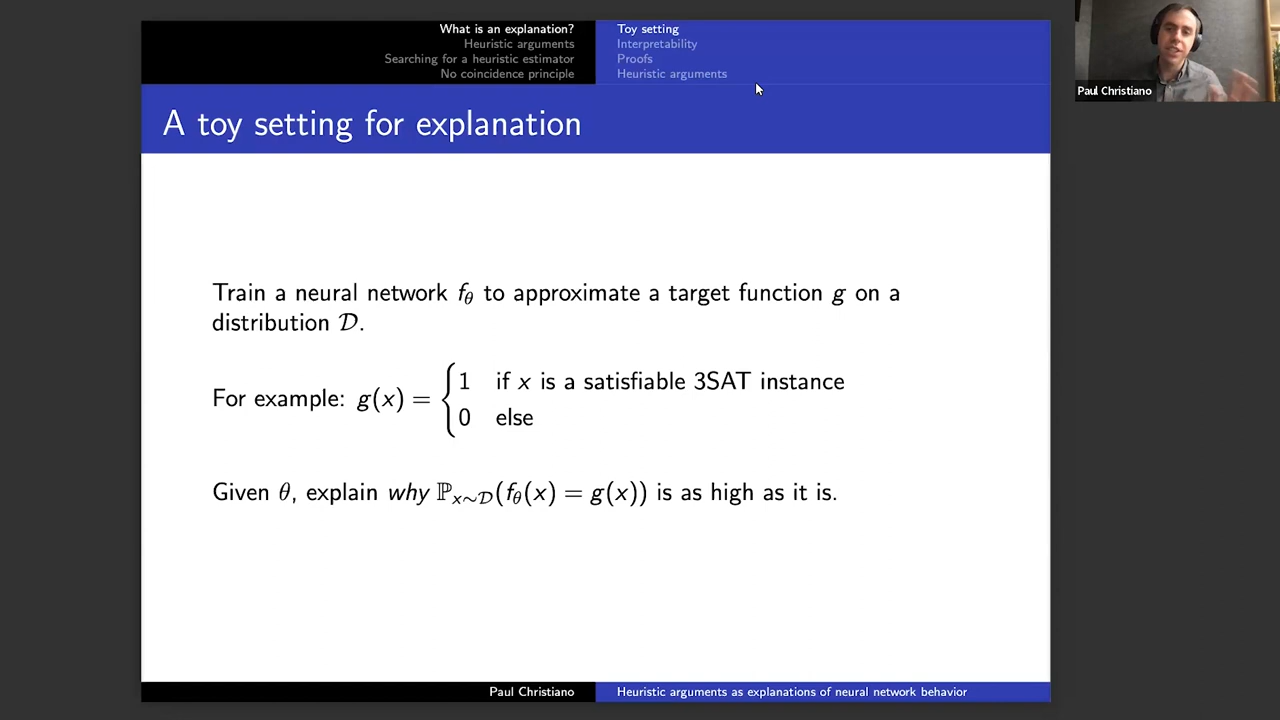 What is an explanation?
Heuristic arguments
Searching for a heuristic estimator
No coincidence principle
Toy setting
Interpretability
Proofs
Heuristic arguments
Paul Christiano
A toy setting for explanation
Train a neural network fθ to approximate a target function g on a
distribution 𝒟.
For example: g(x) = { 1 if x is a satisfiable 3SAT instance
0 else
Given θ, explain why ℙx∼𝒟(fθ(x) = g(x)) is as high as it is.
Paul Christiano
Heuristic arguments as explanations of neural network behavior